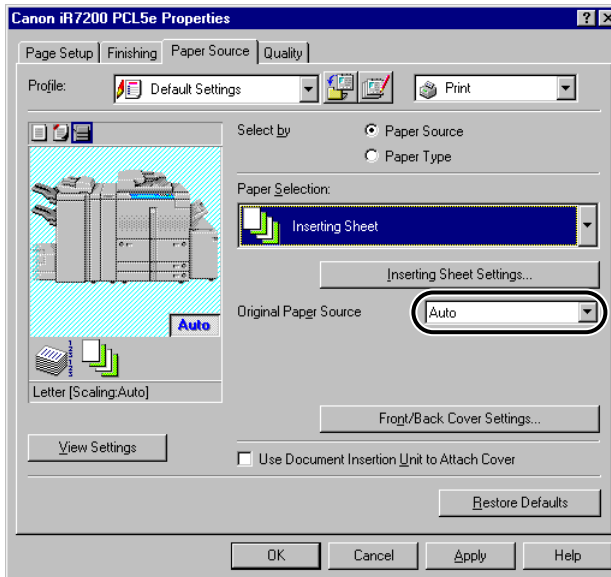 Canon iR7200 PCL5e Properties
Page Setup Finishing Paper Source Quality
Profile: Default Settings Print
Select by Paper Source
Paper Type
Paper Selection:
Inserting Sheet
Inserting Sheet Settings...
Original Paper Source Auto
Auto
Letter [Scaling:Auto]
Front/Back Cover Settings...
View Settings
Use Document Insertion Unit to Attach Cover
Restore Defaults
OK Cancel Apply Help